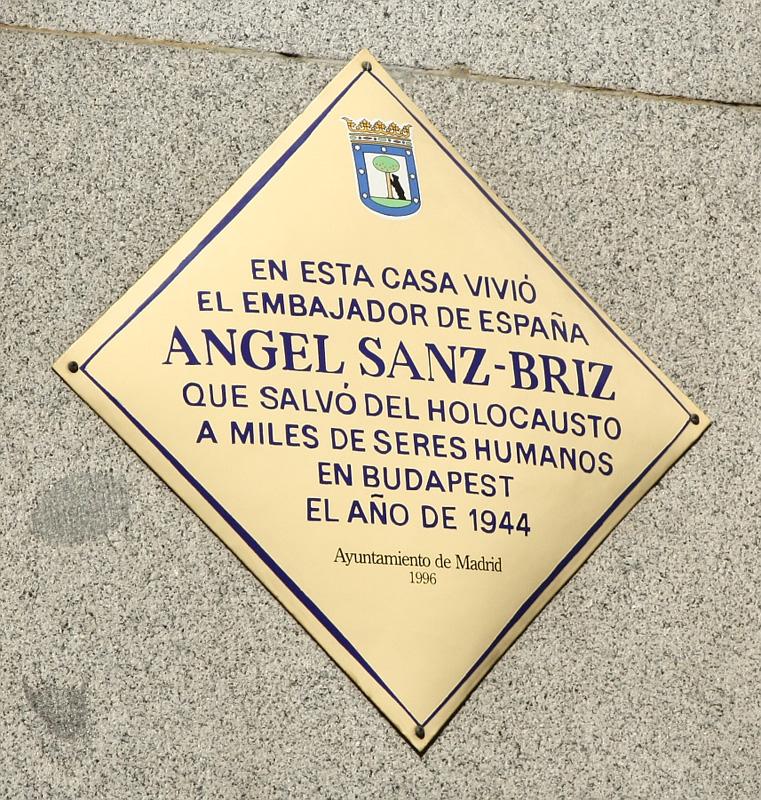 EN ESTA CASA VIVIÓ
EL EMBAJADOR DE ESPAÑA
ANGEL SANZ-BRIZ
QUE SALVÓ DEL HOLOCAUSTO
A MILES DE SERES HUMANOS
EN BUDAPEST
EL AÑO DE 1944
Ayuntamiento de Madrid
1996